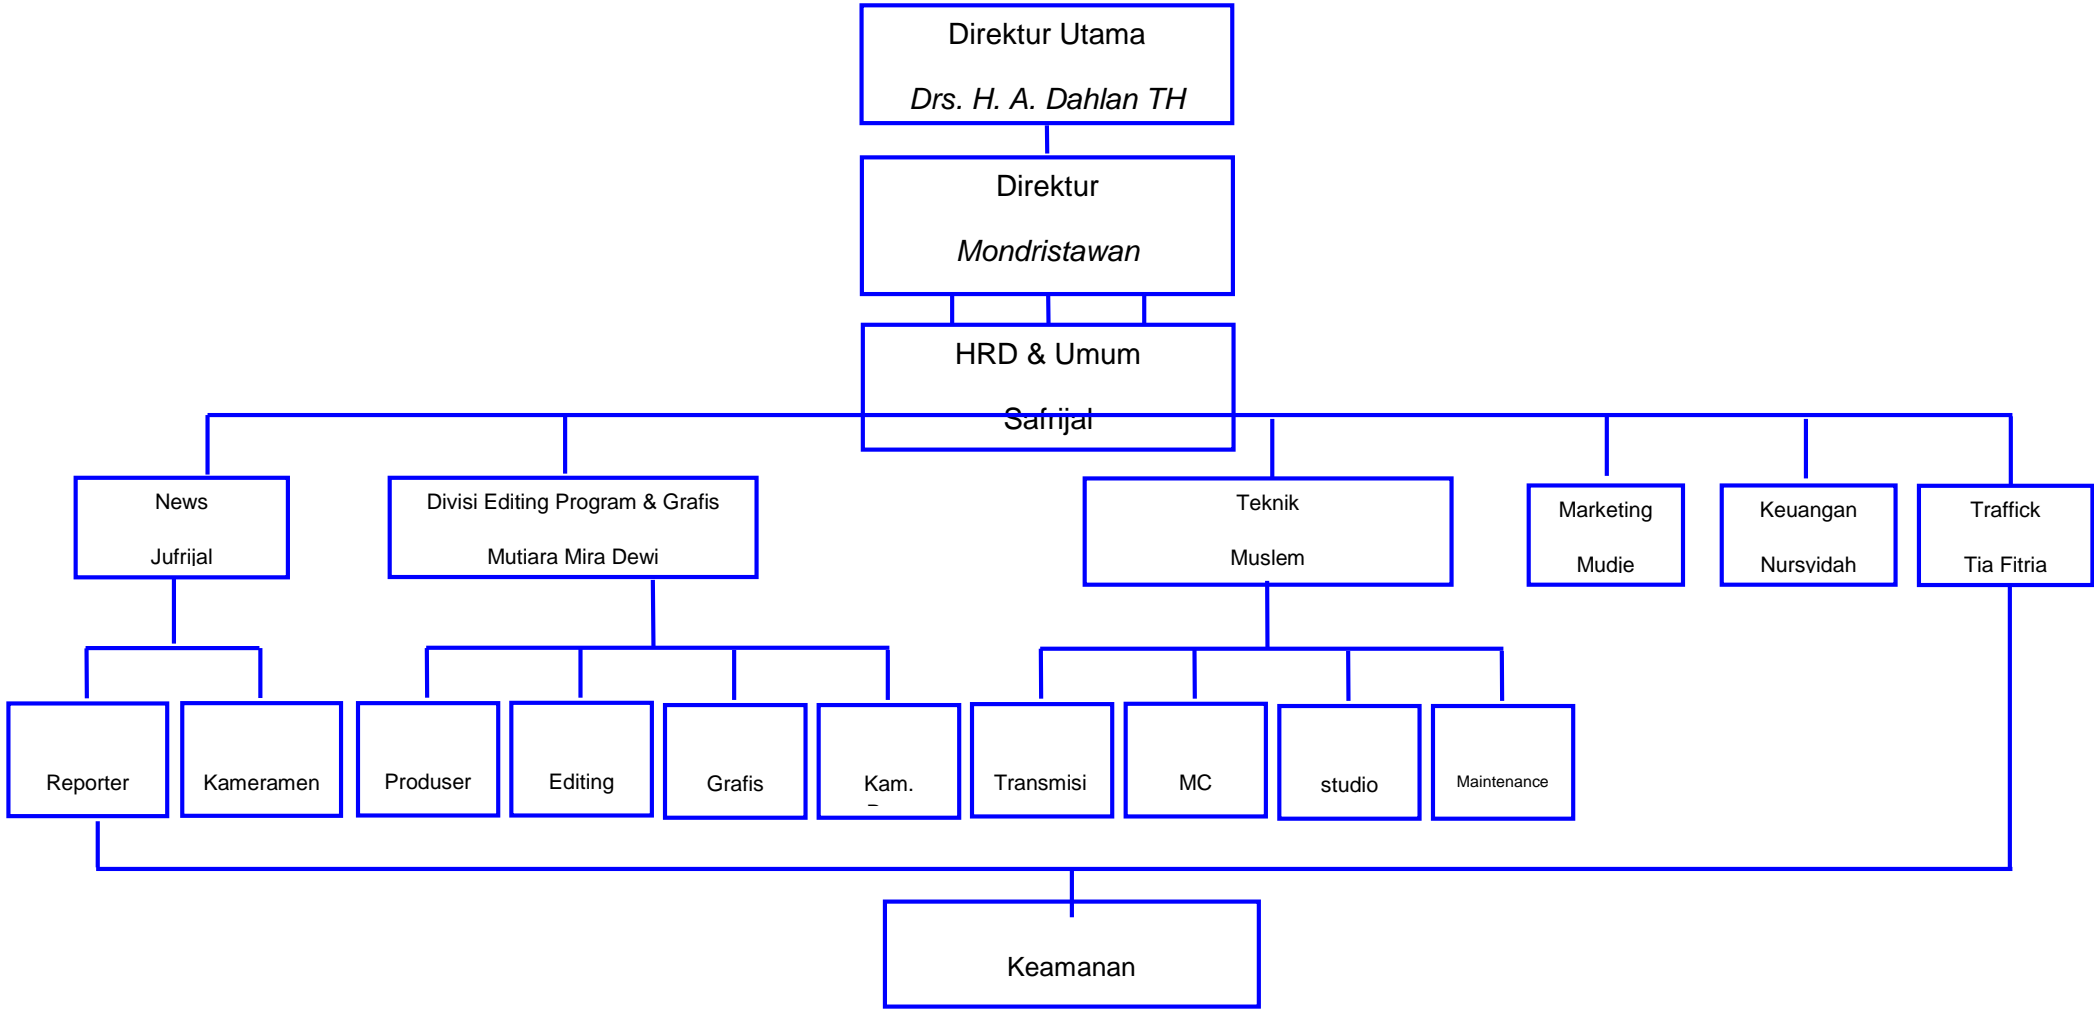 Direktur Utama
Drs. H. A. Dahlan TH
Direktur
Mondristawan
HRD & Umum
Safrijal
News
Jufrijal
Divisi Editing Program & Grafis
Mutiara Mira Dewi
Teknik
Muslem
Marketing
Mudie
Keuangan
Nursyidah
Traffick
Tia Fitria
Reporter
Kameramen
Produser
Editing
Grafis
Kam.
Transmisi
MC
studio
Maintenance
Keamanan